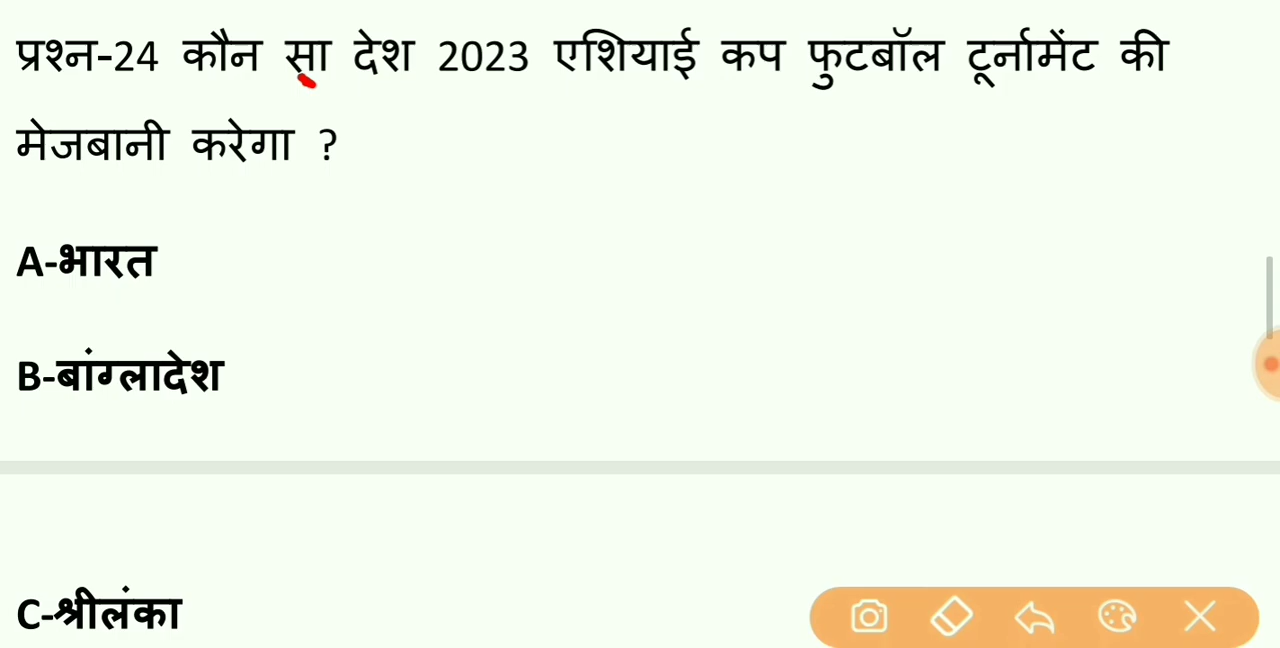 प्रश्न-24 कौन सा देश 2023 एशियाई कप फुटबॉल टूर्नामेंट की
मेजबानी करेगा ?
A-भारत
B-बांग्लादेश
C-श्रीलंका